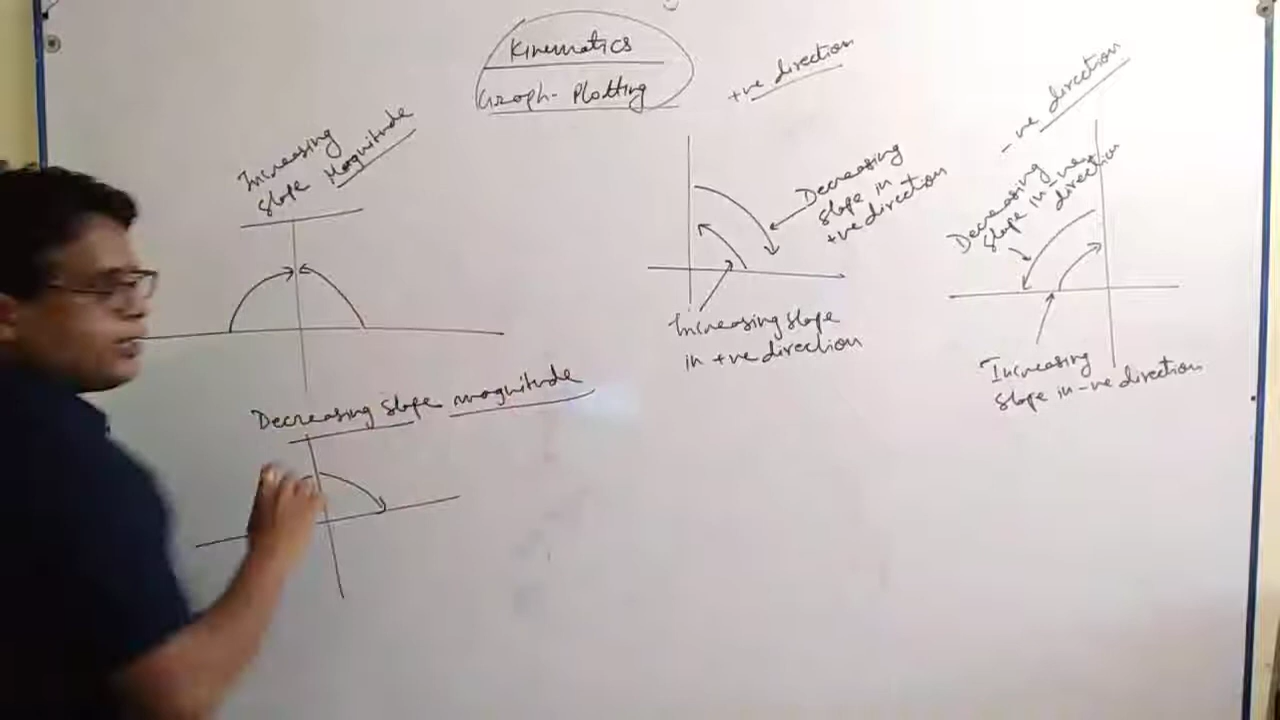 Kinematics
Graph- Plotting
Increasing
slope Magnitude
+ve direction
Decreasing
slope in
+ve direction
Increasing slope
in +ve direction
-ve direction
Decreasing
slope in -ve
direction
Increasing
slope in -ve direction
Decreasing slope magnitude